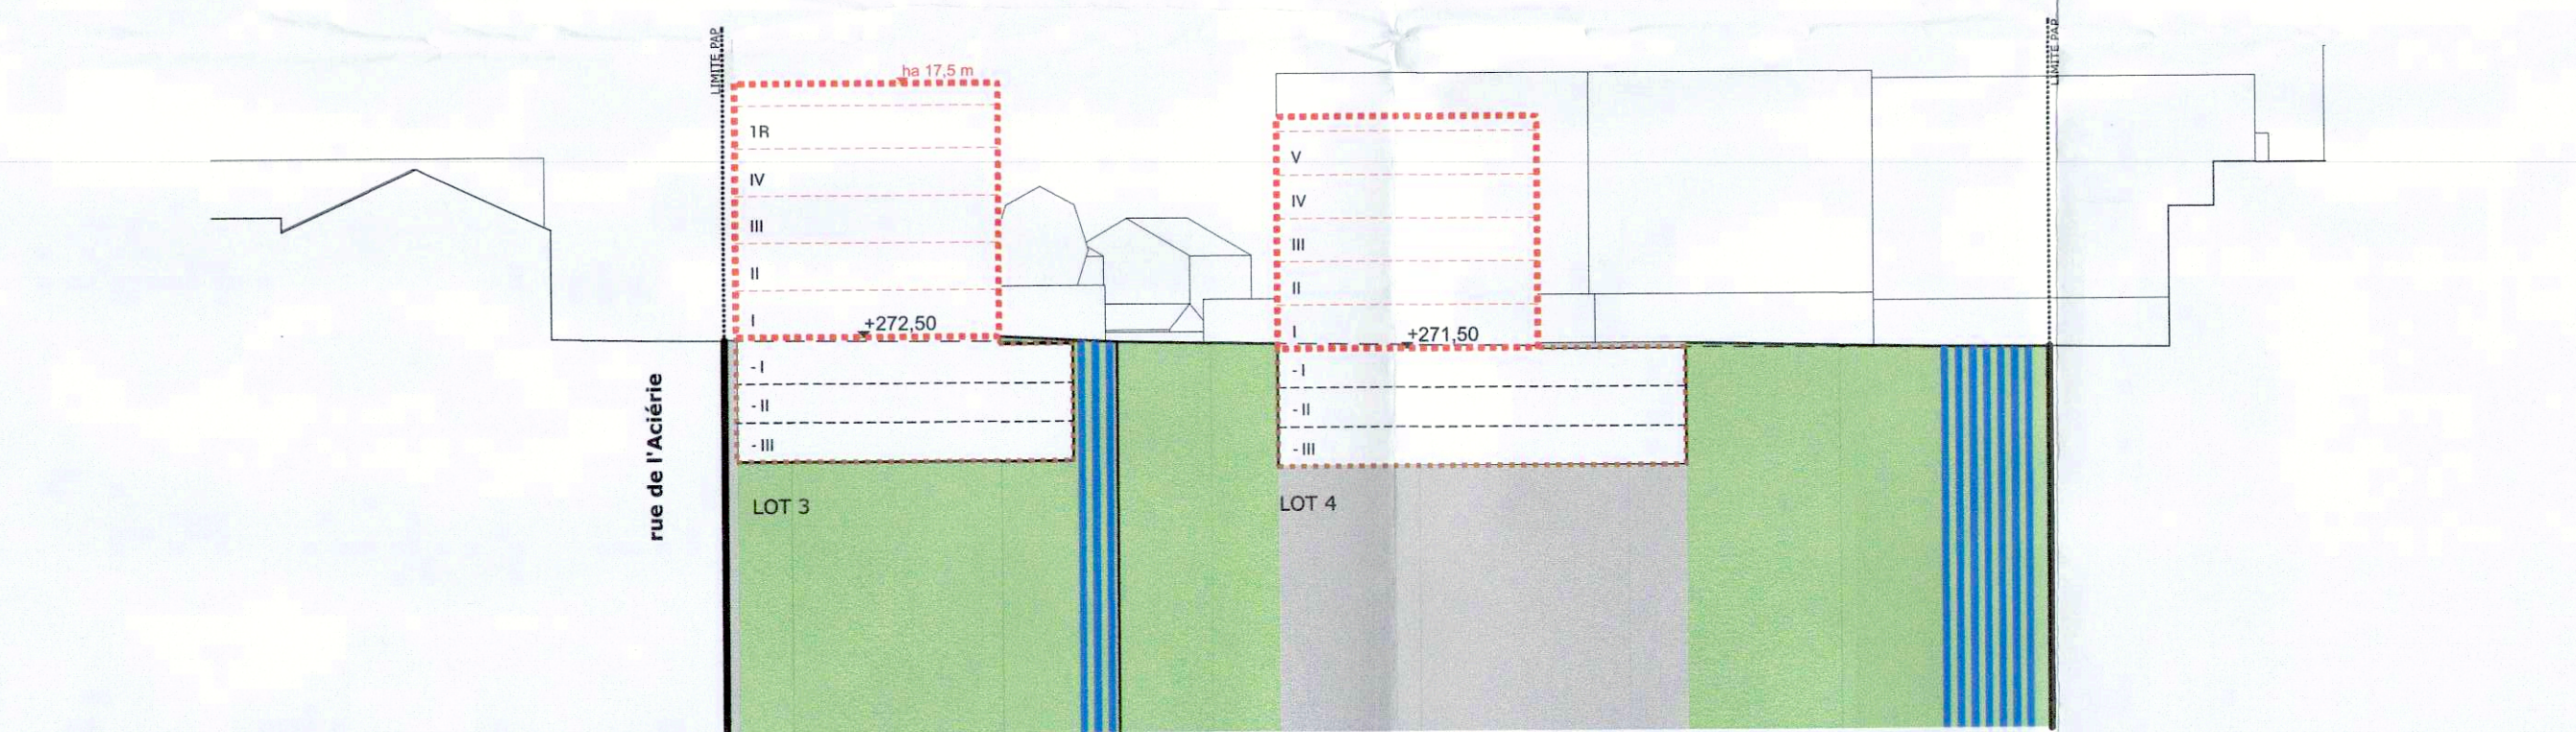 LIMITE PAP
ha 17,5 m
LIMITE PAP
1R
IV
III
II
I
+272,50
V
IV
III
II
I
+271,50
- I
- II
- III
- I
- II
- III
rue de l'Aciérie
LOT 3
LOT 4